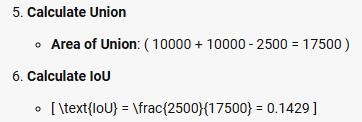 5. Calculate Union
Area of Union: ( 10000 + 10000 - 2500 = 17500 )
6. Calculate IoU
[ \text{IoU} = \frac{2500}{17500} = 0.1429 ]